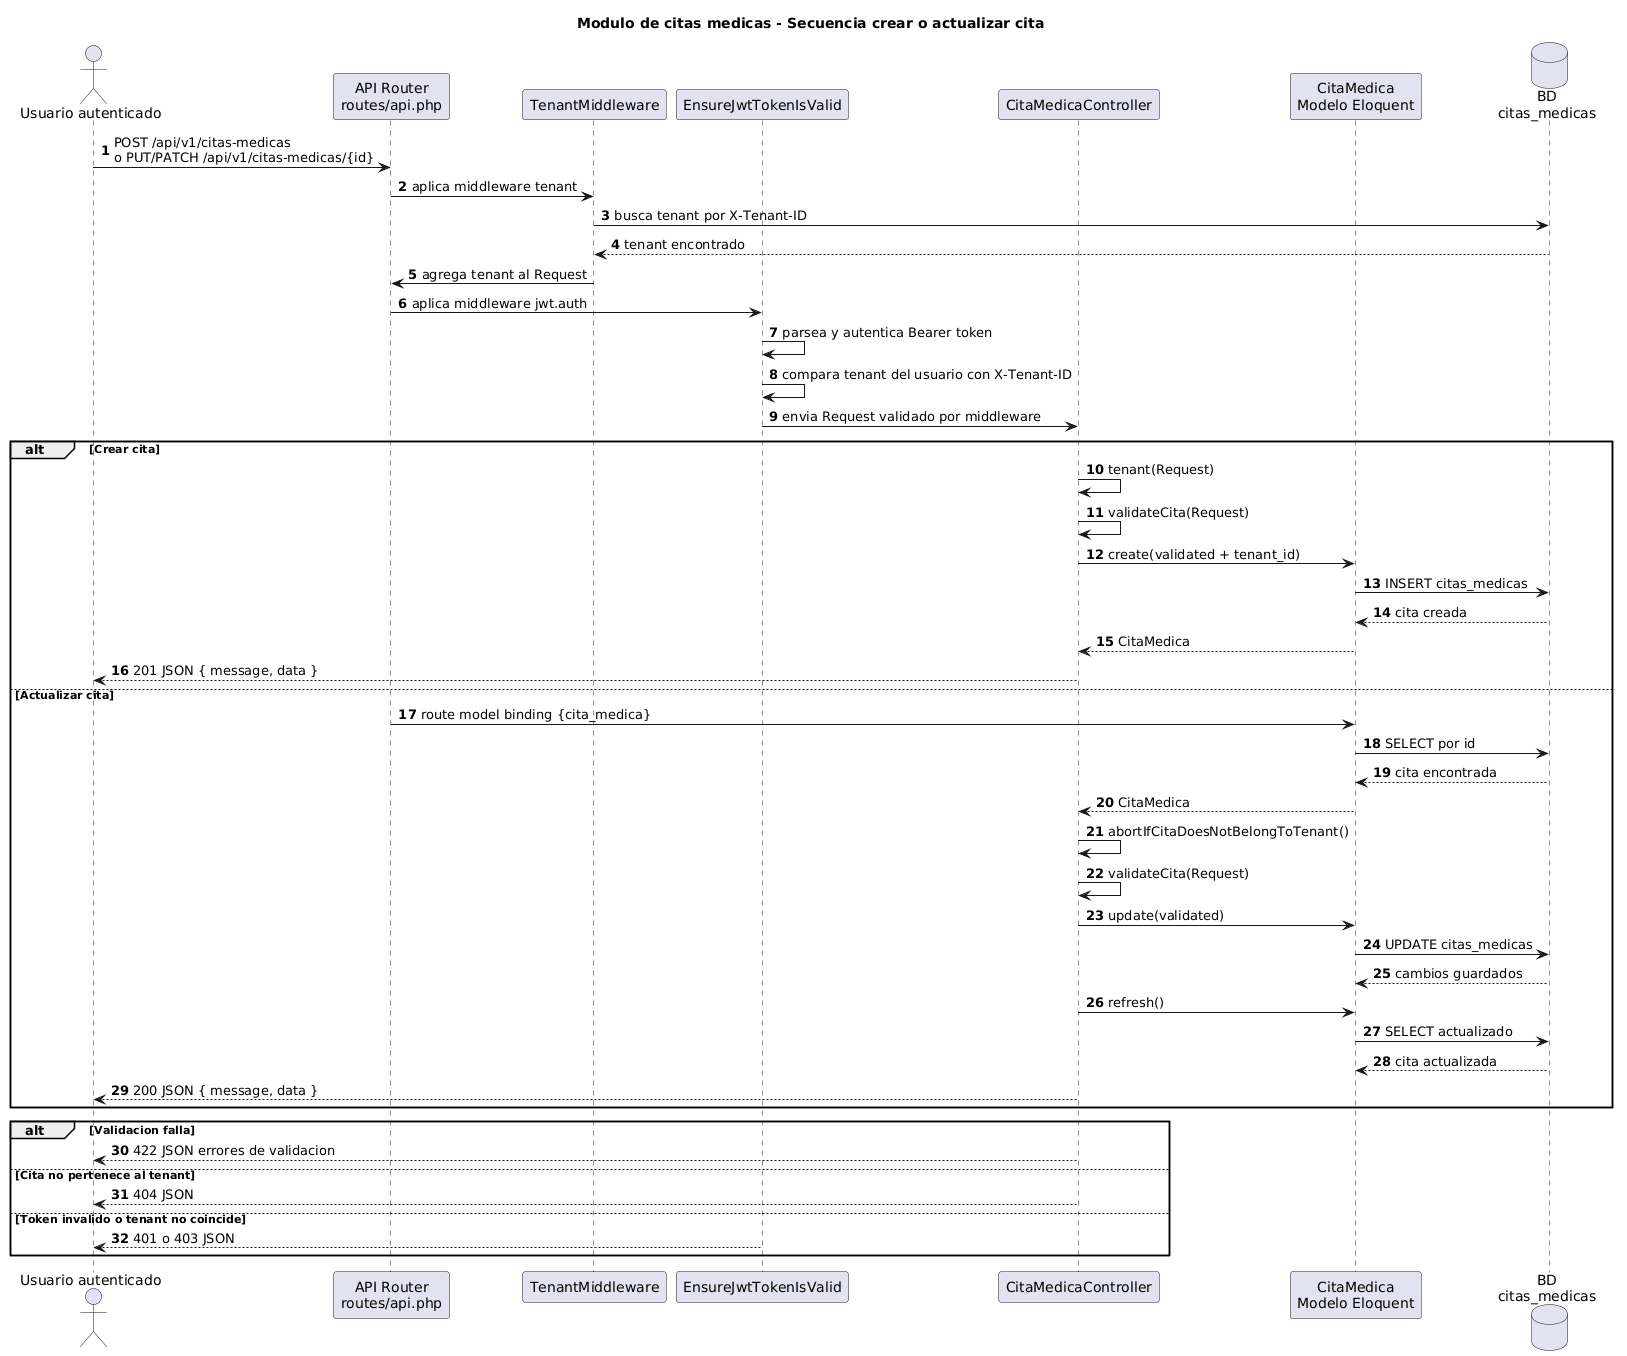 Modulo de citas medicas - Secuencia crear o actualizar cita
Usuario autenticado
API Router
routes/api.php
TenantMiddleware
EnsureJwtTokenIsValid
CitaMedicaController
CitaMedica
Modelo Eloquent
BD
citas_medicas
1 POST /api/v1/citas-medicas
o PUT/PATCH /api/v1/citas-medicas/{id}
2 aplica middleware tenant
3 busca tenant por X-Tenant-ID
4 tenant encontrado
5 agrega tenant al Request
6 aplica middleware jwt.auth
7 parsea y autentica Bearer token
8 compara tenant del usuario con X-Tenant-ID
9 envia Request validado por middleware
alt [Crear cita]
10 tenant(Request)
11 validateCita(Request)
12 create(validated + tenant_id)
13 INSERT citas_medicas
14 cita creada
15 CitaMedica
16 201 JSON { message, data }
[Actualizar cita]
17 route model binding {cita_medica}
18 SELECT por id
19 cita encontrada
20 CitaMedica
21 abortIfCitaDoesNotBelongToTenant()
22 validateCita(Request)
23 update(validated)
24 UPDATE citas_medicas
25 cambios guardados
26 refresh()
27 SELECT actualizado
28 cita actualizada
29 200 JSON { message, data }
alt [Validacion falla]
30 422 JSON errores de validacion
[Cita no pertenece al tenant]
31 404 JSON
[Token invalido o tenant no coincide]
32 401 o 403 JSON
Usuario autenticado
API Router
routes/api.php
TenantMiddleware
EnsureJwtTokenIsValid
CitaMedicaController
CitaMedica
Modelo Eloquent
BD
citas_medicas